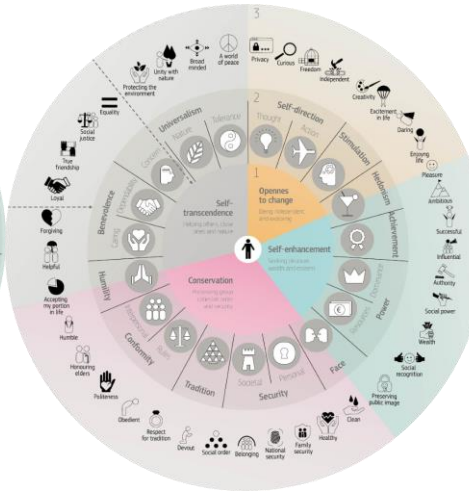 3
2
1
Privacy
Curious
Freedom
Independent
Creativity
Excitement
in life
Daring
Enjoying
life
Pleasure
Ambitious
Successful
Influential
Authority
Social power
Wealth
Social
recognition
Preserving
public image
Clean
Healthy
Family
security
National
security
Belonging
Social order
Devout
Respect
for tradition
Obedient
Politeness
Honouring
elders
Humble
Accepting
my portion
in life
Helpful
Forgiving
Loyal
True
friendship
Social
justice
Equality
Protecting the
environment
Unity with
nature
Broad
minded
A world
of peace
Universalism
Concern
Nature
Tolerance
Self-direction
Thought
Action
Stimulation
Hedonism
Achievement
Power
Dominance
Resources
Face
Security
Personal
Societal
Tradition
Conformity
Rules
Interpersonal
Humility
Benevolence
Caring
Dependability
Opennes
to change
Self-
transcendence
Self-enhancement
Conservation